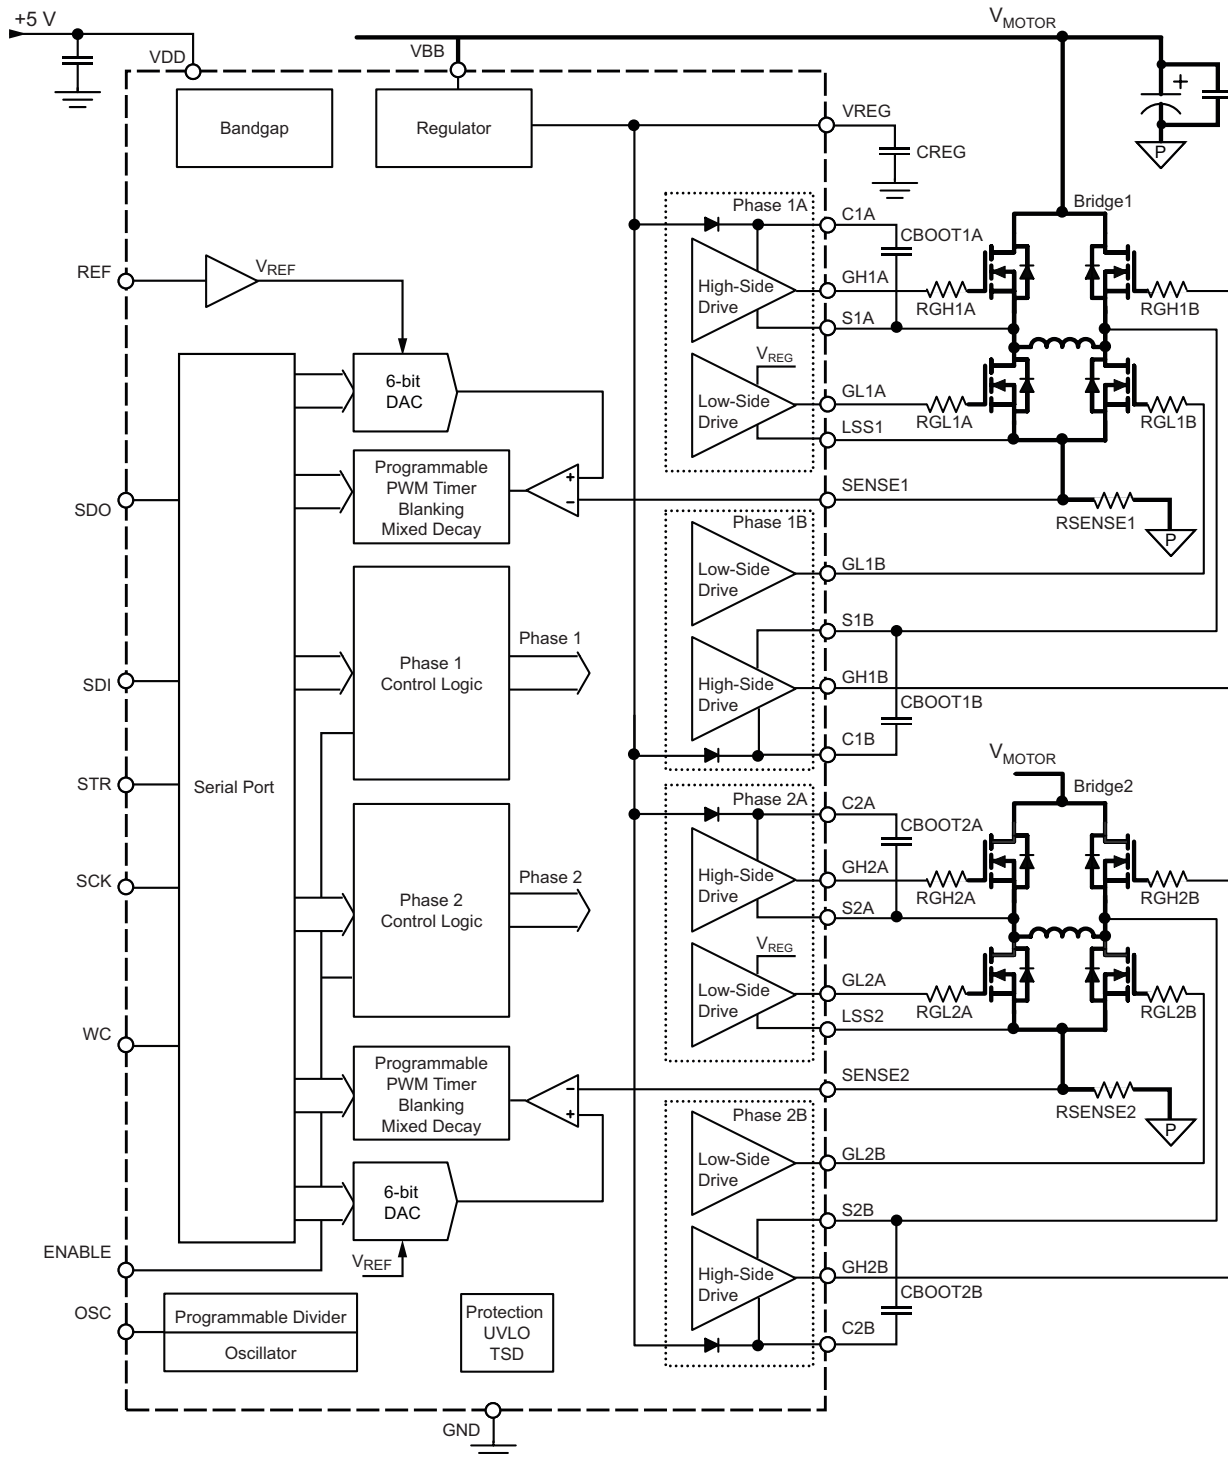 +5 V
VDD
VBB
VMOTOR
Bandgap
Regulator
VREG
CREG
P
Phase 1A
C1A
CBOOT1A
Bridge1
REF
VREF
High-Side
Drive
GH1A
RGH1A
RGH1B
S1A
6-bit
DAC
VREG
Low-Side
Drive
GL1A
RGL1A
RGL1B
LSS1
Programmable
PWM Timer
Blanking
Mixed Decay
+
−
SENSE1
RSENSE1
P
SDO
Phase 1B
Low-Side
Drive
GL1B
S1B
Phase 1
Phase 1
Control Logic
SDI
High-Side
Drive
GH1B
CBOOT1B
C1B
STR
Serial Port
VMOTOR
Bridge2
Phase 2A
C2A
CBOOT2A
SCK
Phase 2
Phase 2
Control Logic
High-Side
Drive
GH2A
RGH2A
RGH2B
S2A
VREG
Low-Side
Drive
GL2A
RGL2A
RGL2B
LSS2
WC
Programmable
PWM Timer
Blanking
Mixed Decay
−
+
SENSE2
RSENSE2
P
Phase 2B
Low-Side
Drive
GL2B
6-bit
DAC
VREF
S2B
ENABLE
High-Side
Drive
GH2B
CBOOT2B
C2B
OSC
Programmable Divider
Oscillator
Protection
UVLO
TSD
GND
+